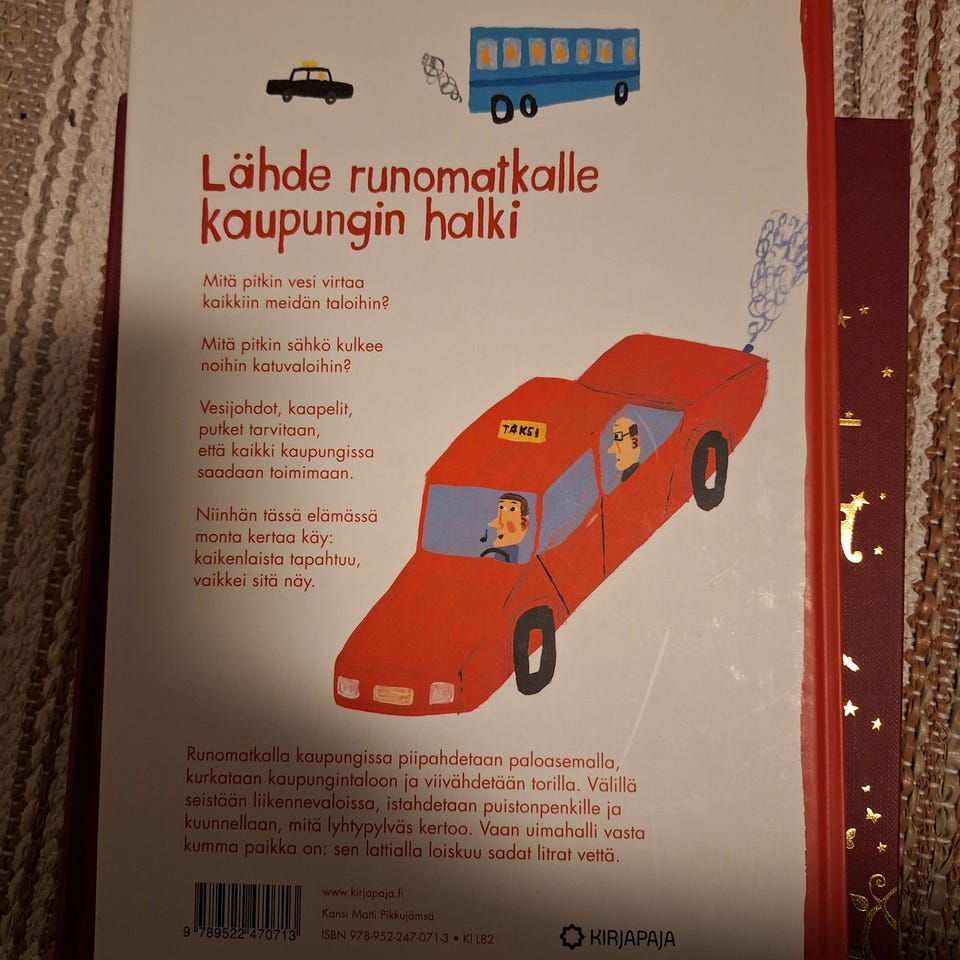 Lähde runomatkalle
kaupungin halki
Mitä pitkin vesi virtaa
kaikkiin meidän taloihin?
Mitä pitkin sähkö kulkee
noihin katuvaloihin?
Vesijohdot, kaapelit,
putket tarvitaan,
että kaikki kaupungissa
saadaan toimimaan.
Niinhän tässä elämässä
monta kertaa käy:
kaikenlaista tapahtuu,
vaikkei sitä näy.
TAKSI
Runomatkalla kaupungissa piipahdetaan paloasemalla,
kurkataan kaupungintaloon ja viivähdetään torilla. Välillä
seistään liikennevaloissa, istahdetaan puistonpenkille ja
kuunnellaan, mitä lyhtypylväs kertoo. Vaan uimahalli vasta
kumma paikka on: sen lattialla loiskuu sadat litrat vettä.
www.kirjapaja.fi
Kansi Matti Pikkujämsä
ISBN 978-952-247-071-3 • Kl L82
9 789522 470713
KIRJAPAJA